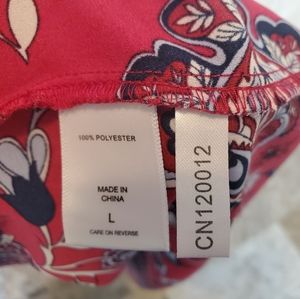 100% POLYESTER
MADE IN
CHINA
L
CARE ON REVERSE
CN120012